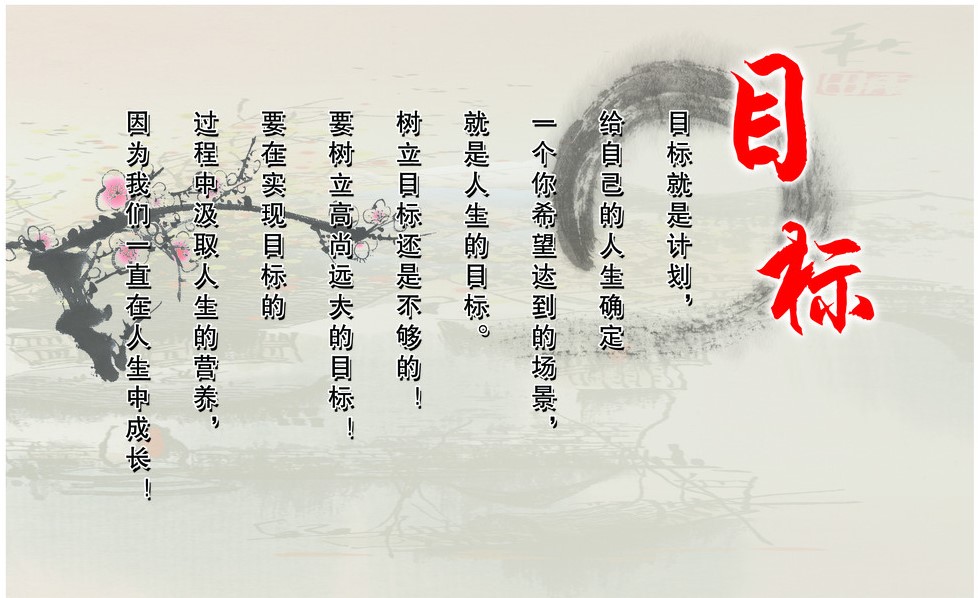 目标
目标就是计划，
给自己的人生确定
一个你希望达到的场景，
就是人生的目标。
树立目标还是不够的！
要树立高尚远大的目标！
要在实现目标的
过程中汲取人生的营养，
因为我们一直在人生中成长！